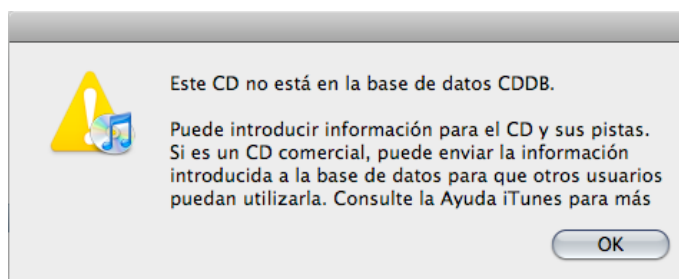 Este CD no está en la base de datos CDDB.
Puede introducir información para el CD y sus pistas.
Si es un CD comercial, puede enviar la información
introducida a la base de datos para que otros usuarios
puedan utilizarla. Consulte la Ayuda iTunes para más
OK